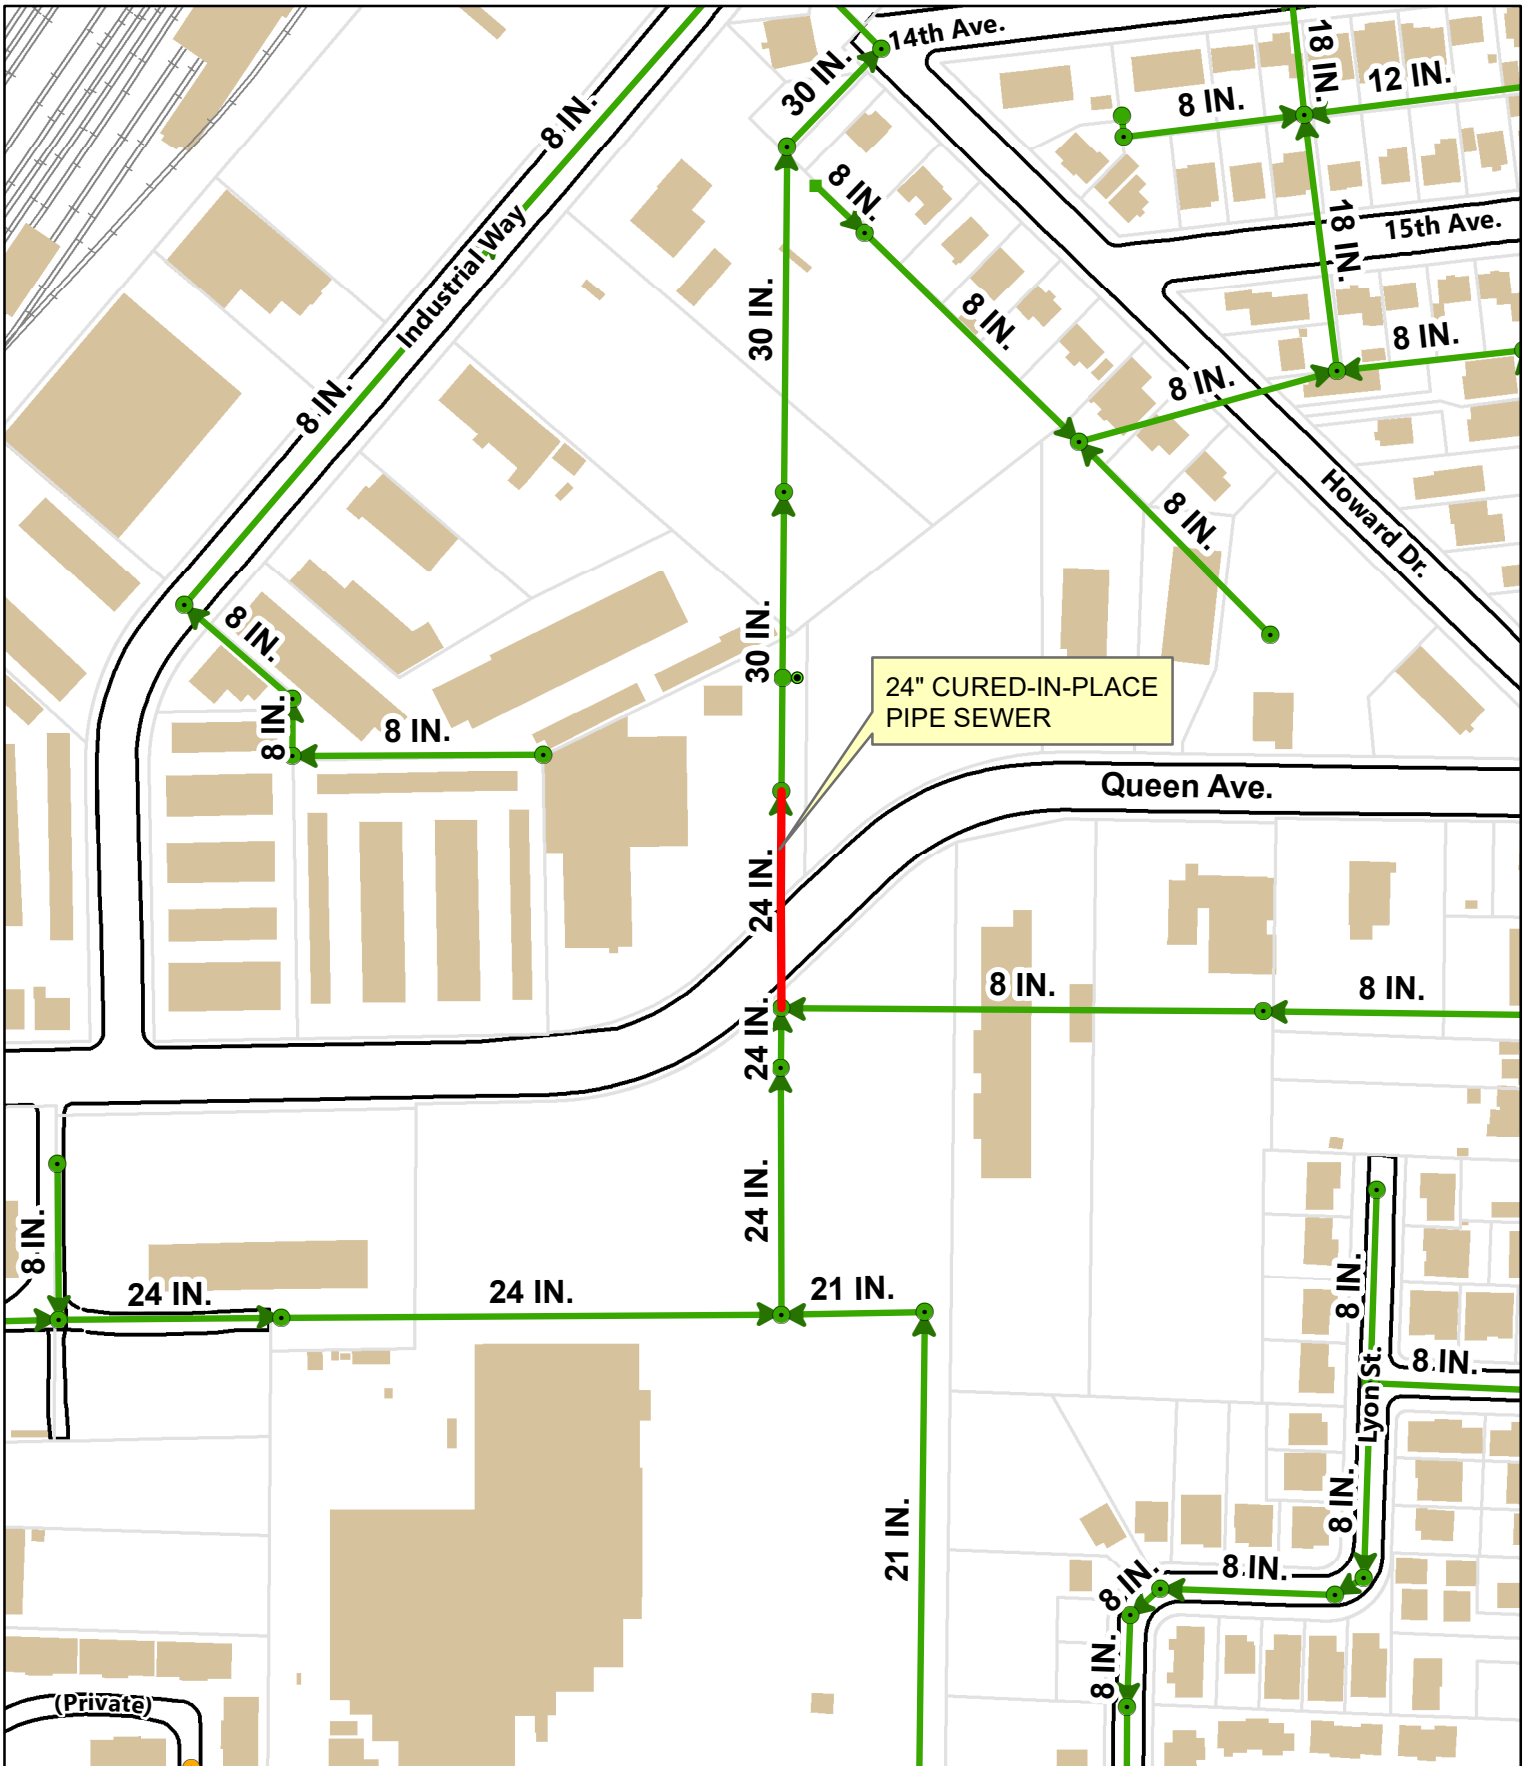 14th Ave.
18 IN.
12 IN.
30 IN.
8 IN.
8 IN.
8 IN.
18 IN.
15th Ave.
Industrial Way
30 IN.
8 IN.
8 IN.
8 IN.
8 IN.
Howard Dr.
8 IN.
8 IN.
30 IN.
24" CURED-IN-PLACE
PIPE SEWER
8 IN.
8 IN.
Queen Ave.
24 IN.
8 IN.
8 IN.
24 IN.
24 IN.
8 IN.
24 IN.
24 IN.
21 IN.
8 IN.
8 IN.
Lyon St.
8 IN.
21 IN.
8 IN.
8 IN.
8 IN.
(Private)